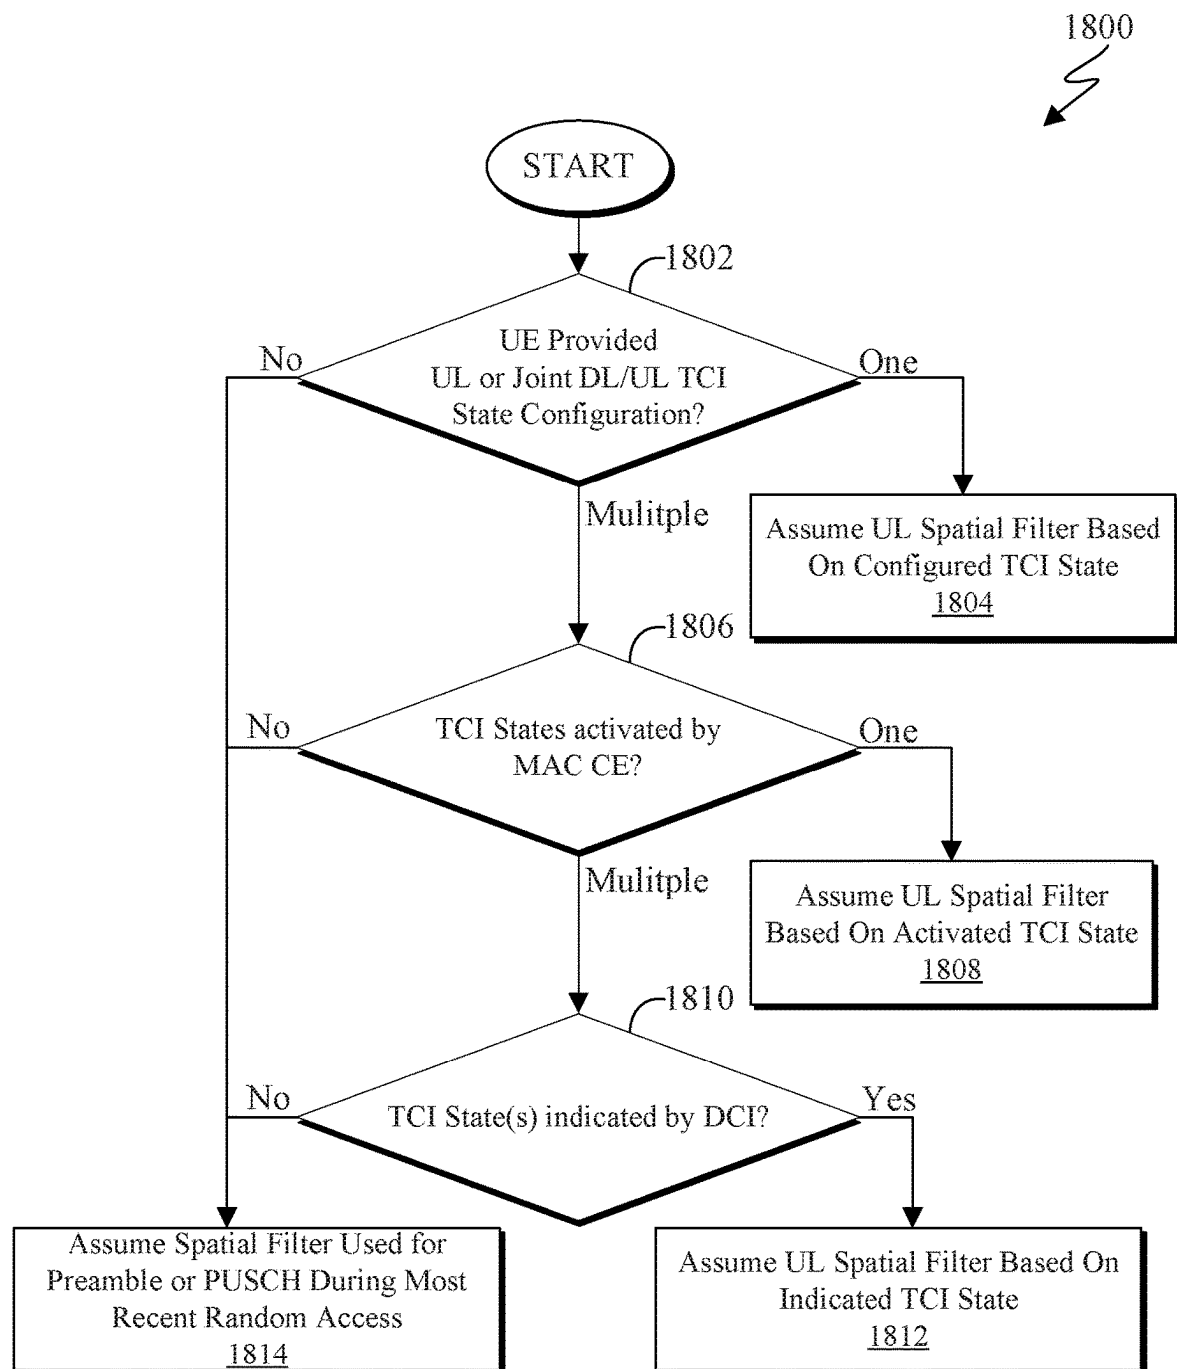 1800
START
1802
UE Provided
UL or Joint DL/UL TCI
State Configuration?
No
One
Mulitple
Assume UL Spatial Filter Based
On Configured TCI State
1804
1806
TCI States activated by
MAC CE?
No
One
Mulitple
Assume UL Spatial Filter
Based On Activated TCI State
1808
1810
TCI State(s) indicated by DCI?
No
Yes
Assume Spatial Filter Used for
Preamble or PUSCH During Most
Recent Random Access
1814
Assume UL Spatial Filter Based On
Indicated TCI State
1812